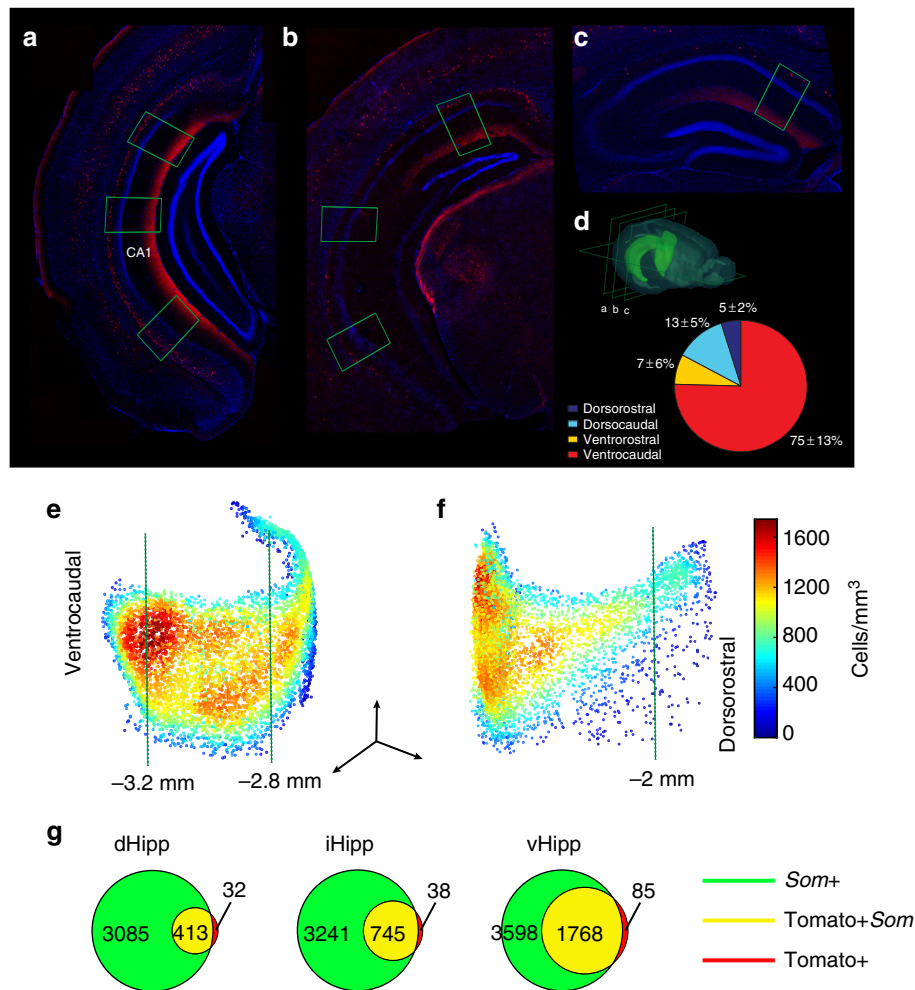 a
b
c
CA1
d
a b c
5±2%
13±5%
7±6%
75±13%
Dorsorostral
Dorsocaudal
Ventrorostral
Ventrocaudal
e
f
Ventrocaudal
Dorsorostral
1600
1200
800
400
0
Cells/mm³
–3.2 mm
–2.8 mm
–2 mm
g
dHipp
iHipp
vHipp
32
38
85
3085
413
3241
745
3598
1768
Som+
Tomato+Som
Tomato+